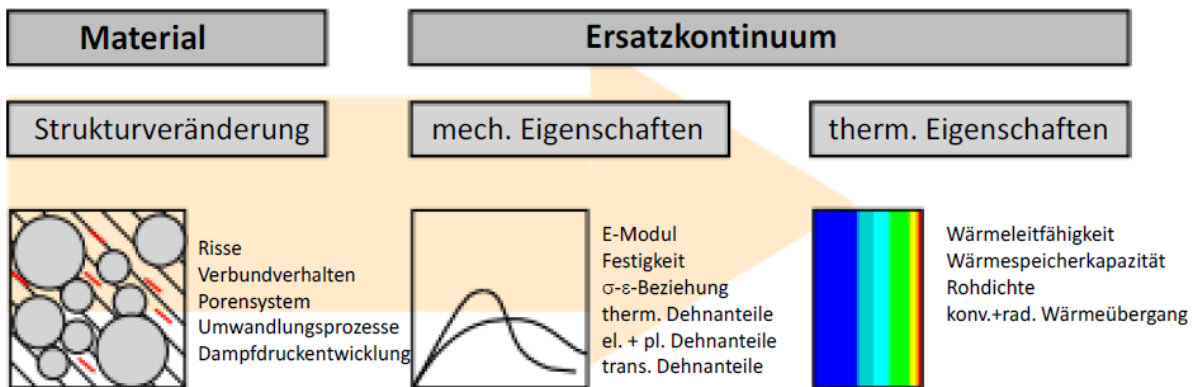 Material
Ersatzkontinuum
Strukturveränderung
mech. Eigenschaften
therm. Eigenschaften
Risse
Verbundverhalten
Porensystem
Umwandlungsprozesse
Dampfdruckentwicklung
E-Modul
Festigkeit
σ-ε-Beziehung
therm. Dehnanteile
el. + pl. Dehnanteile
trans. Dehnanteile
Wärmeleitfähigkeit
Wärmespeicherkapazität
Rohdichte
konv.+rad. Wärmeübergang